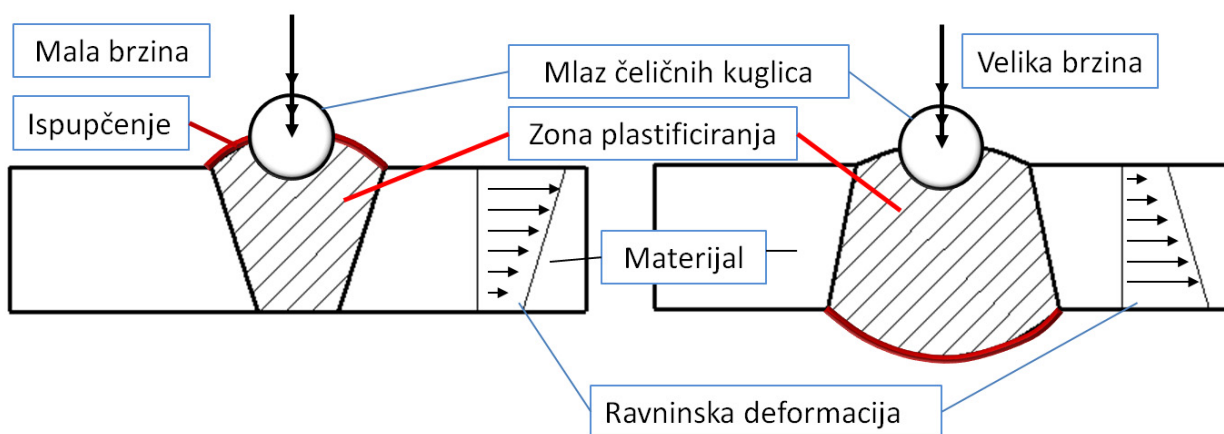 Mala brzina
Mlaz čeličnih kuglica
Velika brzina
Ispupčenje
Zona plastificiranja
Materijal
Ravninska deformacija